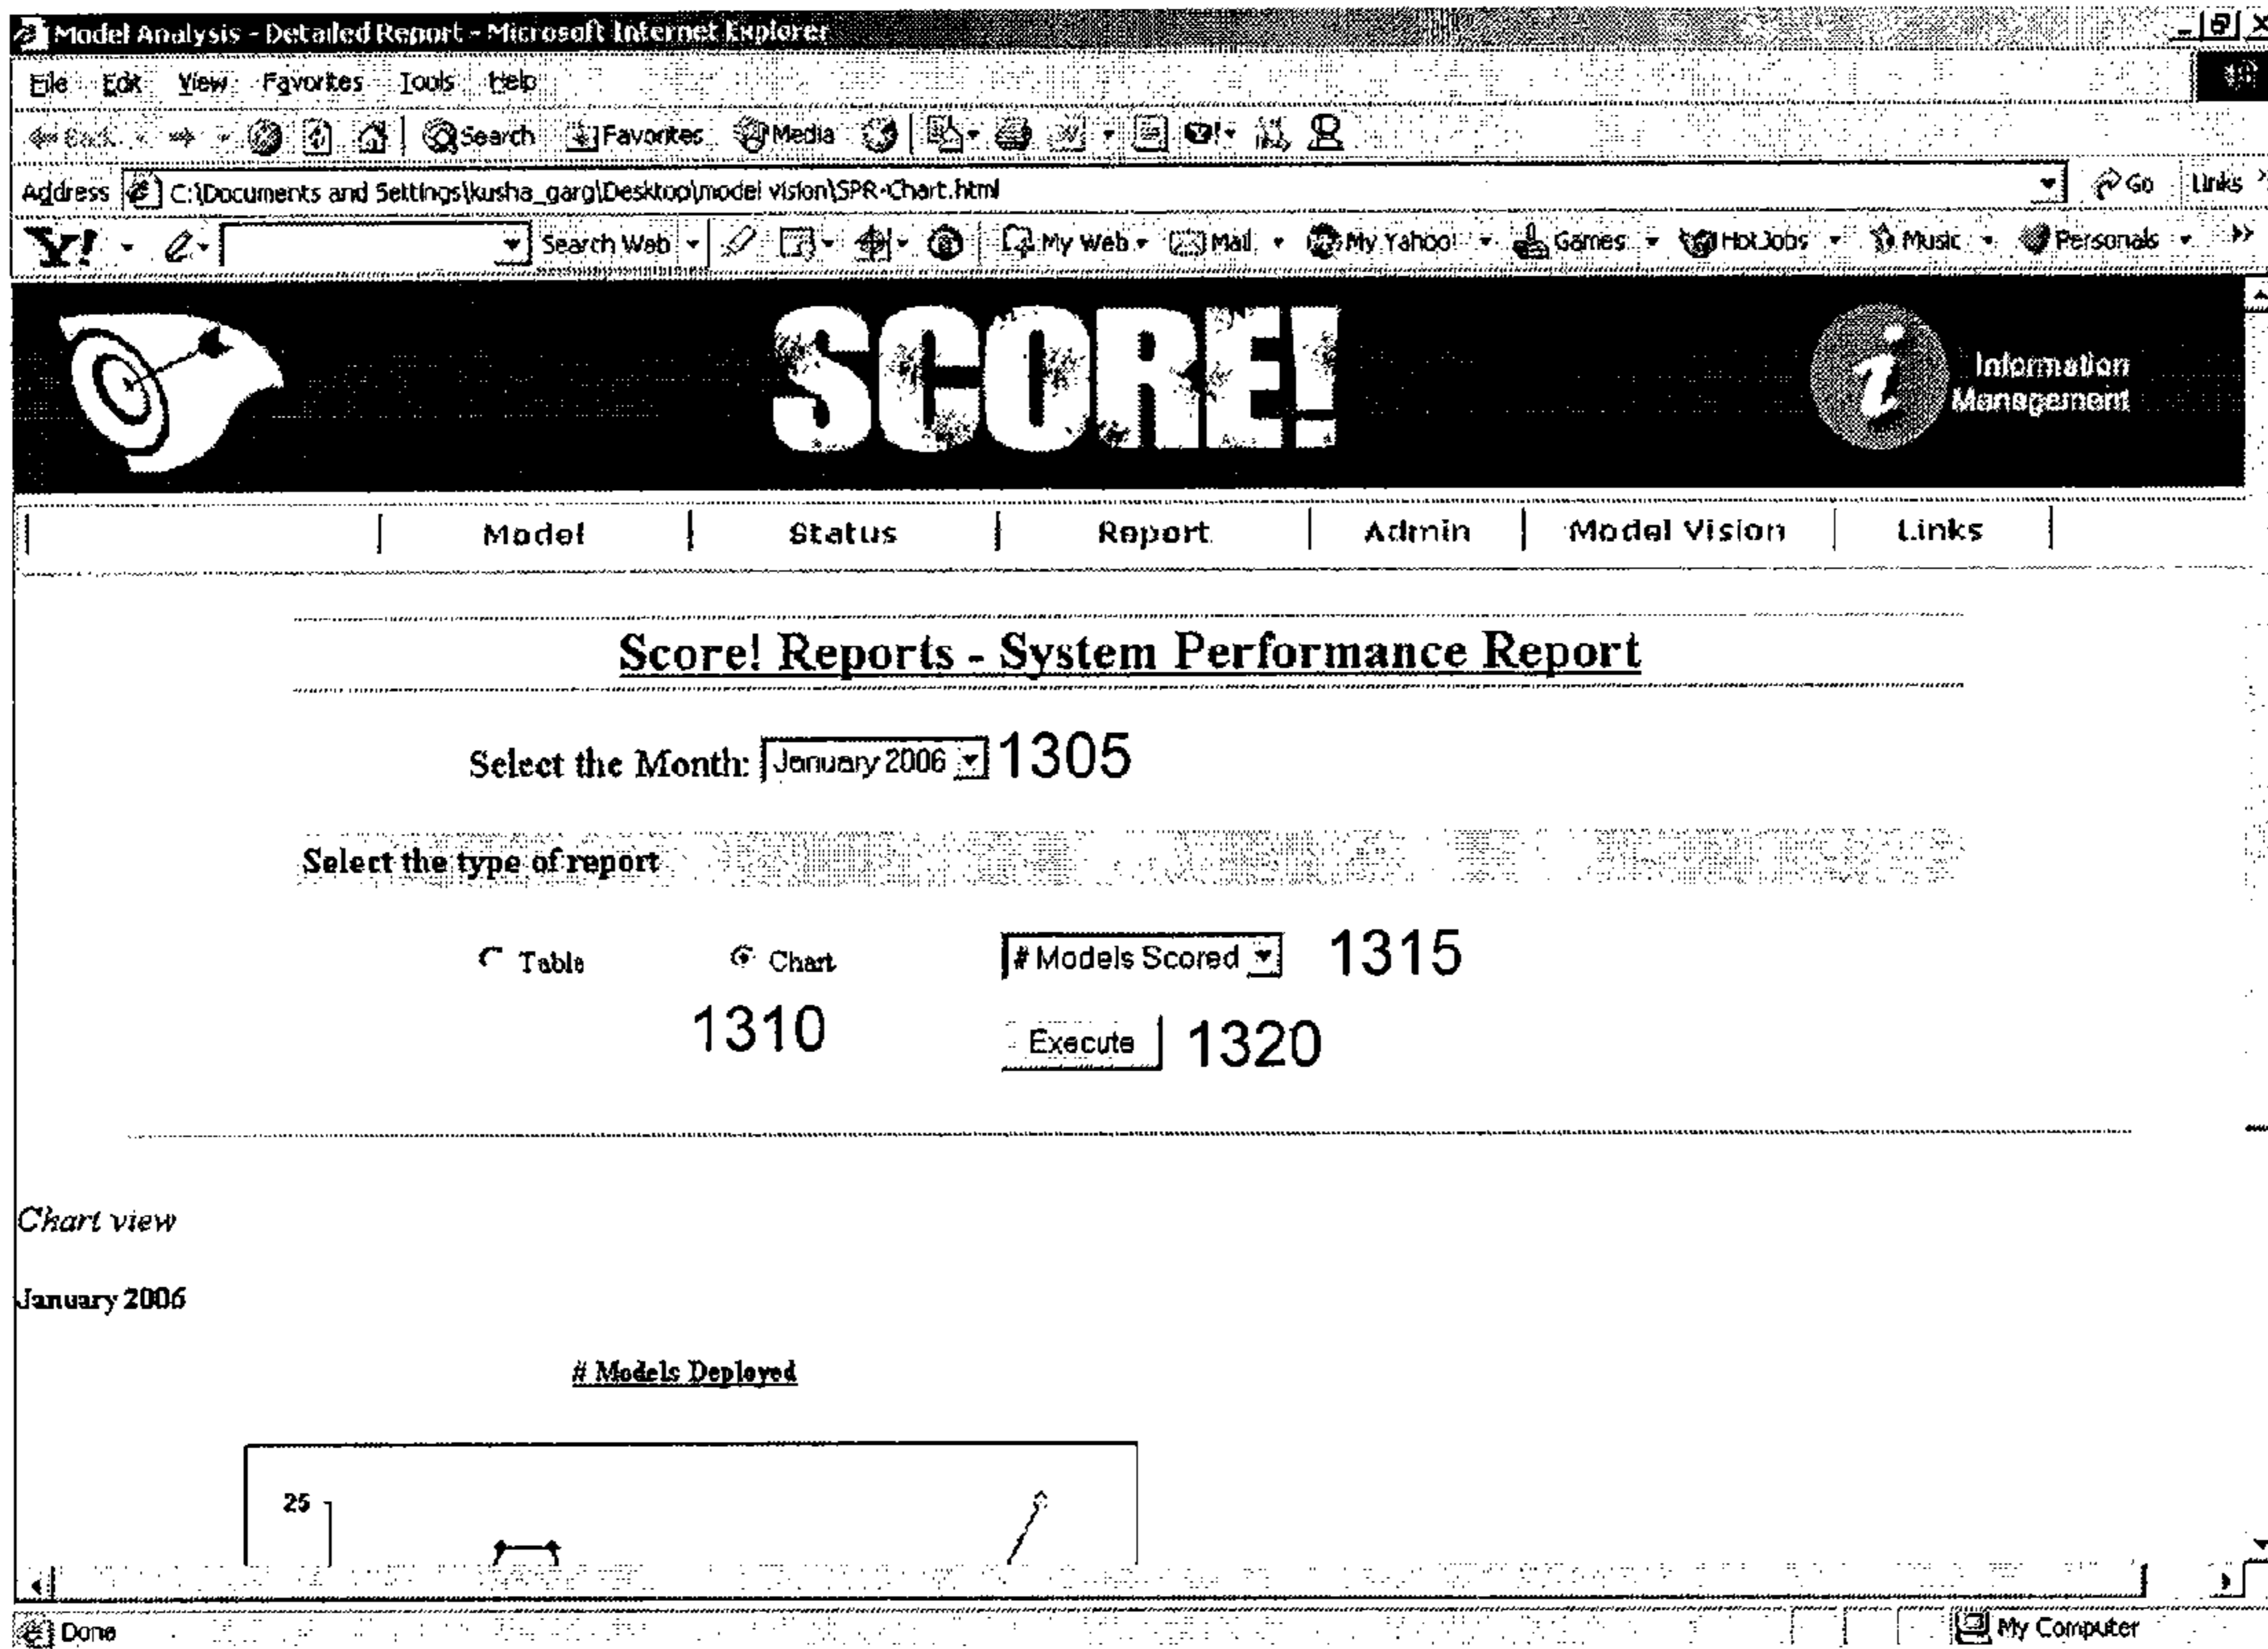 Model Analysis - Detailed Report - Microsoft Internet Explorer
File Edit View Favorites Tools Help
Back Search Favorites Media
Address C:\Documents and Settings\kusha_garg\Desktop\model vision\SPR-Chart.html Go Links »
Y! Search Web My Web Mail My Yahoo! Games HotJobs Music Personals »
SCORE!
i Information Management
Model | Status | Report | Admin | Model Vision | Links
Score! Reports - System Performance Report
Select the Month: January 2006 1305
Select the type of report
Table Chart # Models Scored 1315
1310 Execute 1320
Chart view
January 2006
# Models Deployed
25
Done My Computer